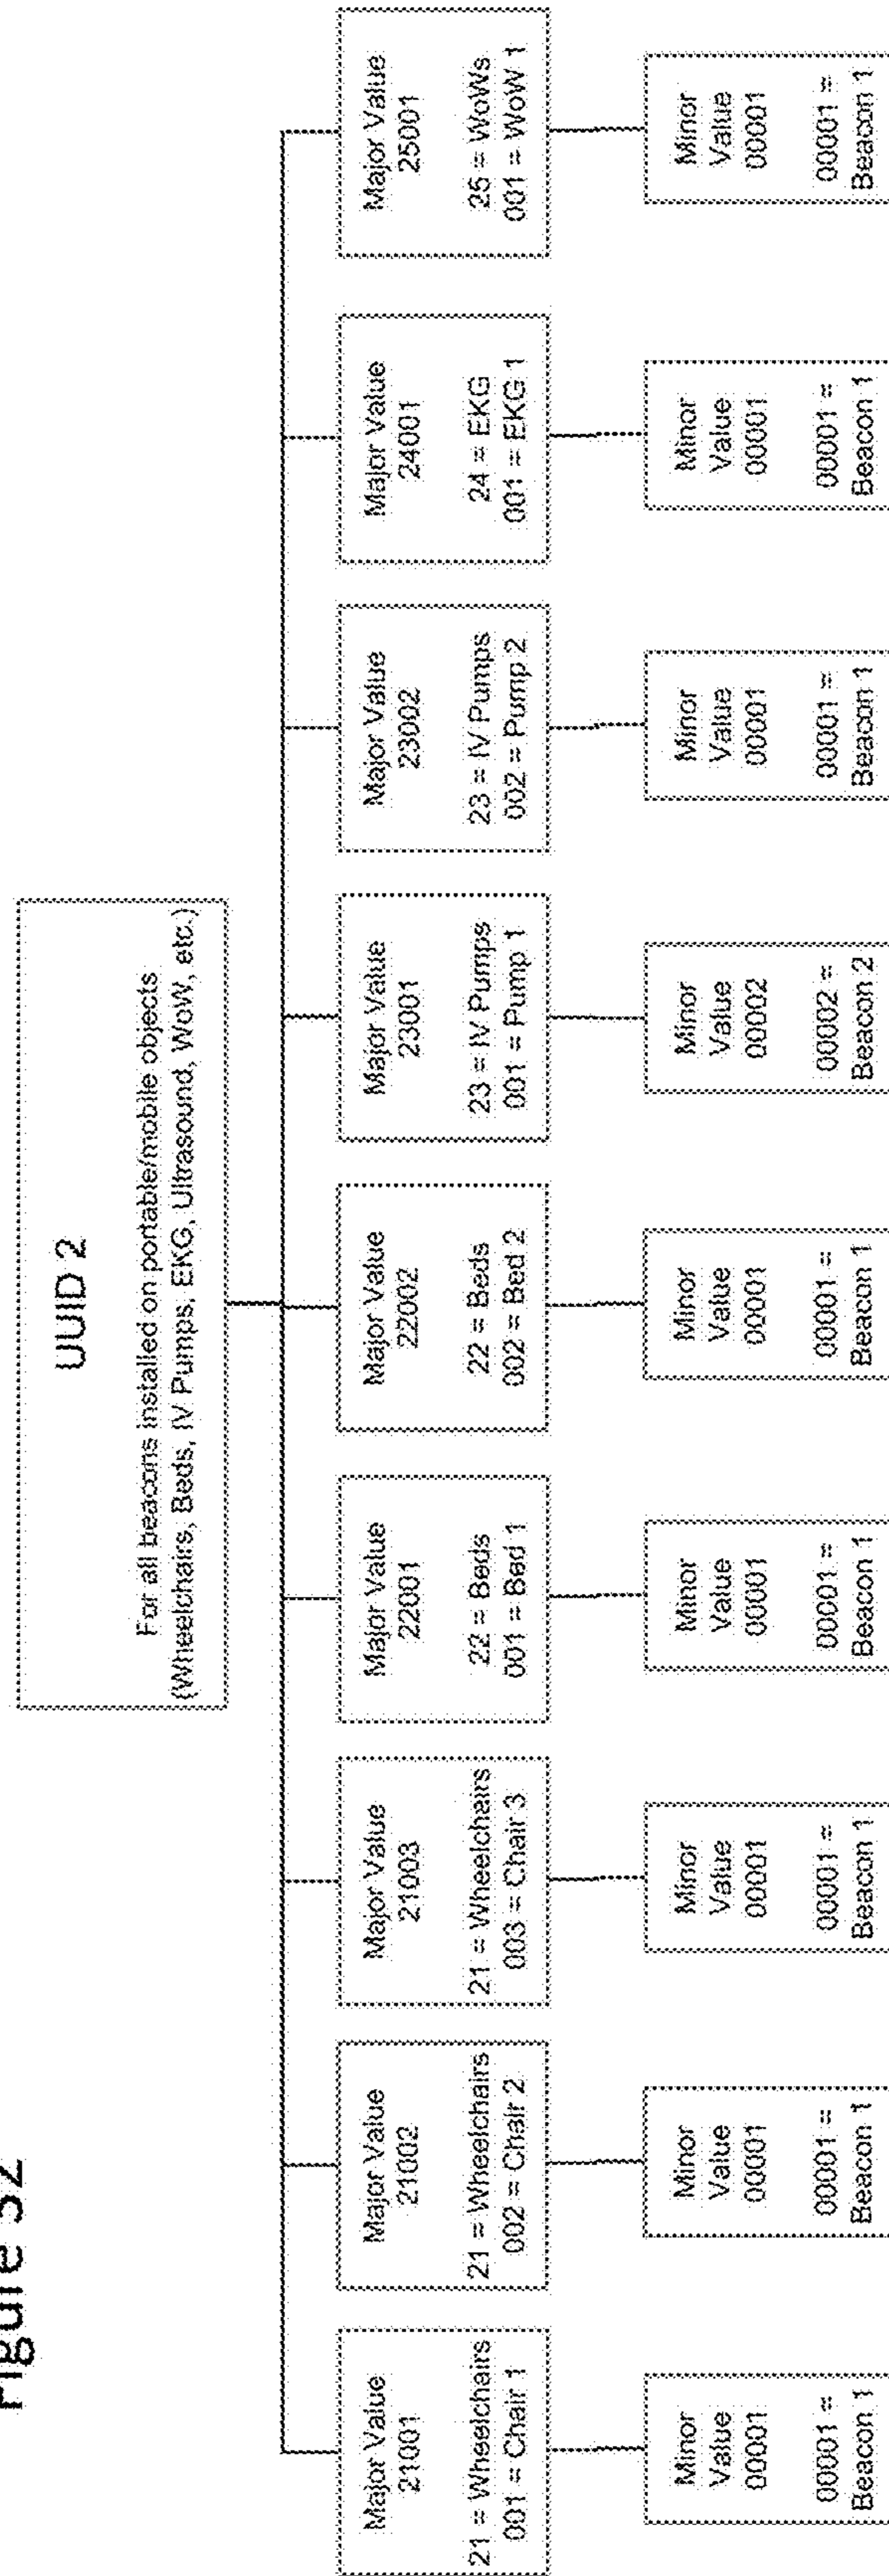 Figure 32
UUID 2
For all beacons installed on portable/mobile objects
(Wheelchairs, Beds, IV Pumps, EKG, Ultrasound, WoW, etc.)
Major Value
21001
21 = Wheelchairs
001 = Chair 1
Major Value
21002
21 = Wheelchairs
002 = Chair 2
Major Value
21003
21 = Wheelchairs
003 = Chair 3
Major Value
22001
22 = Beds
001 = Bed 1
Major Value
22002
22 = Beds
002 = Bed 2
Major Value
23001
23 = IV Pumps
001 = Pump 1
Major Value
23002
23 = IV Pumps
002 = Pump 2
Major Value
24001
24 = EKG
001 = EKG 1
Major Value
25001
25 = WoWs
001 = WoW 1
Minor
Value
00001
00001 =
Beacon 1
Minor
Value
00001
00001 =
Beacon 1
Minor
Value
00001
00001 =
Beacon 1
Minor
Value
00001
00001 =
Beacon 1
Minor
Value
00001
00001 =
Beacon 1
Minor
Value
00002
00002 =
Beacon 2
Minor
Value
00001
00001 =
Beacon 1
Minor
Value
00001
00001 =
Beacon 1
Minor
Value
00001
00001 =
Beacon 1